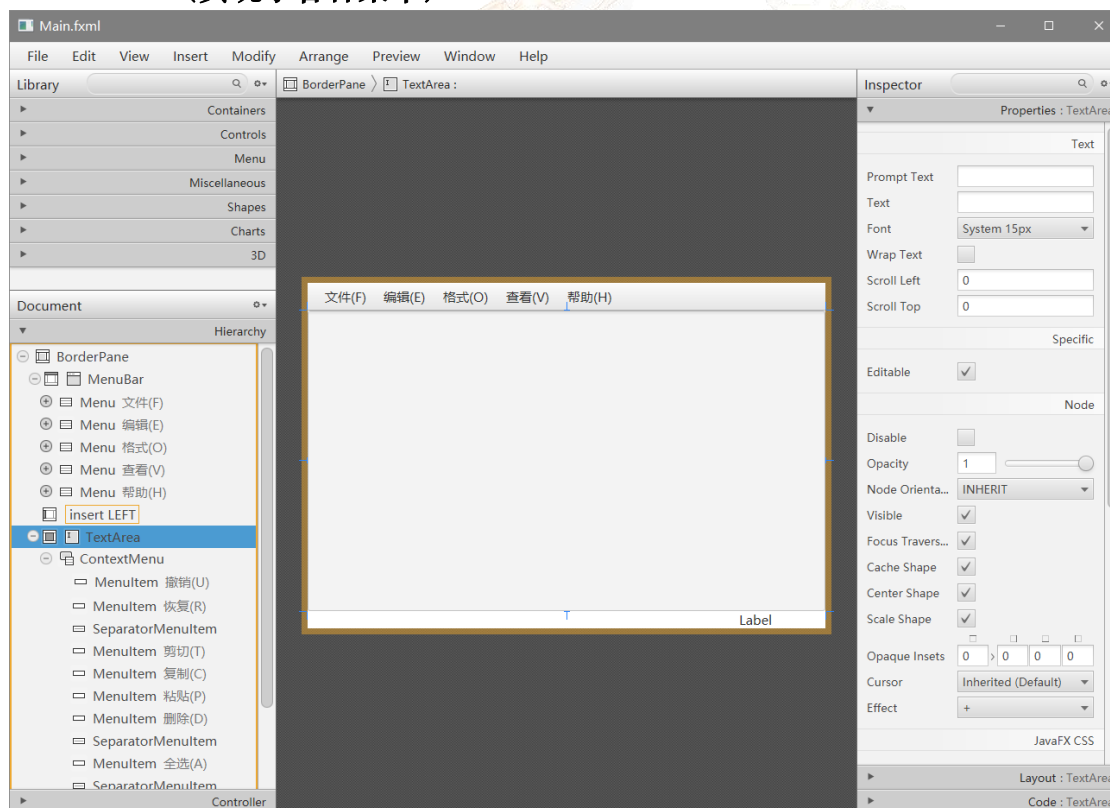 Main.fxml
File Edit View Insert Modify Arrange Preview Window Help
Library
Containers
Controls
Menu
Miscellaneous
Shapes
Charts
3D
Document
Hierarchy
BorderPane
MenuBar
Menu 文件(F)
Menu 编辑(E)
Menu 格式(O)
Menu 查看(V)
Menu 帮助(H)
insert LEFT
TextArea
ContextMenu
MenuItem 撤销(U)
MenuItem 恢复(R)
SeparatorMenuItem
MenuItem 剪切(T)
MenuItem 复制(C)
MenuItem 粘贴(P)
MenuItem 删除(D)
SeparatorMenuItem
MenuItem 全选(A)
SeparatorMenuItem
Controller
BorderPane TextArea :
文件(F) 编辑(E) 格式(O) 查看(V) 帮助(H)
Label
Inspector
Properties : TextArea
Text
Prompt Text
Text
Font System 15px
Wrap Text
Scroll Left 0
Scroll Top 0
Specific
Editable
Node
Disable
Opacity 1
Node Orienta... INHERIT
Visible
Focus Travers...
Cache Shape
Center Shape
Scale Shape
Opaque Insets 0 0 0 0
Cursor Inherited (Default)
Effect +
JavaFX CSS
Layout : TextArea
Code : TextArea